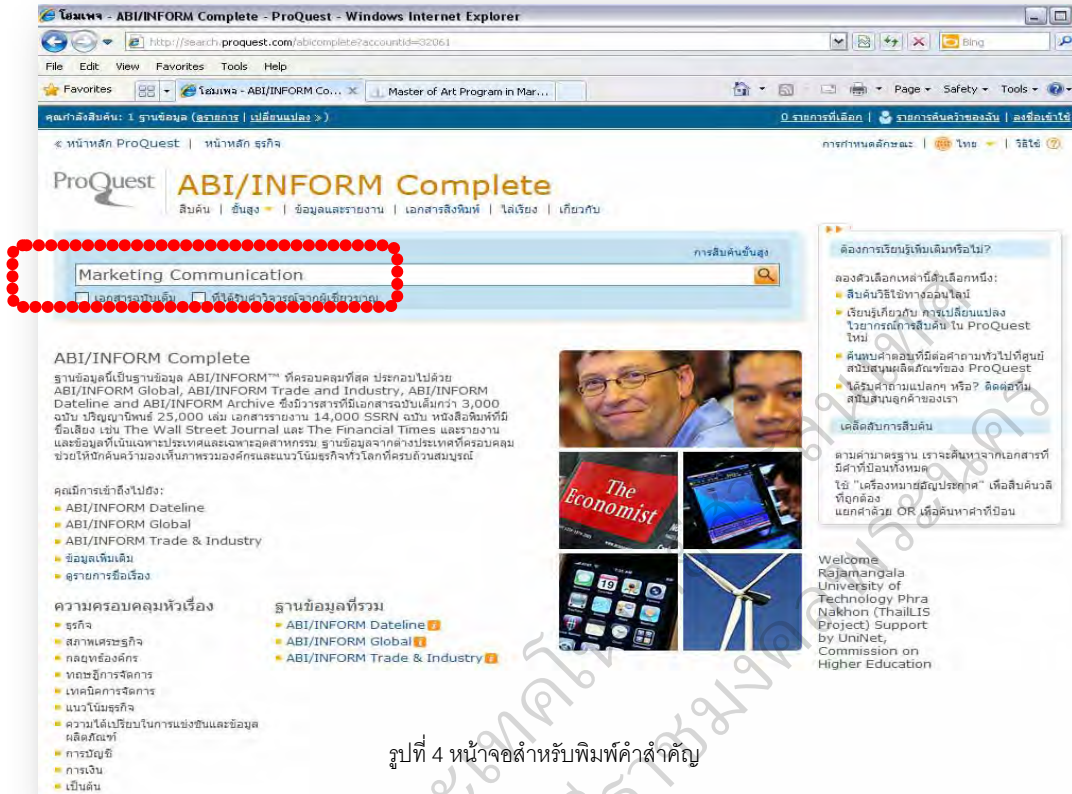 โฮมเพจ - ABI/INFORM Complete - ProQuest - Windows Internet Explorer
http://search.proquest.com/abicomplete?accountid=32061
Bing
File Edit View Favorites Tools Help
Favorites
โฮมเพจ - ABI/INFORM Co...
Master of Art Program in Mar...
Page Safety Tools
คุณกำลังสืบค้น: 1 ฐานข้อมูล (ดูรายการ | เปลี่ยนแปลง »)
0 รายการที่เลือก | รายการค้นคว้าของฉัน | ลงชื่อเข้าใช้
« หน้าหลัก ProQuest | หน้าหลัก ธุรกิจ
การกำหนดลักษณะ | ไทย | วิธีใช้
ProQuest
ABI/INFORM Complete
สืบค้น | ชั้นสูง | ข้อมูลและรายงาน | เอกสารสิ่งพิมพ์ | ไล่เรียง | เกี่ยวกับ
การสืบค้นชั้นสูง
Marketing Communication
เอกสารฉบับเต็ม ที่ได้รับคำวิจารณ์จากผู้เชี่ยวชาญ
ต้องการเรียนรู้เพิ่มเติมหรือไม่?
ลองตัวเลือกเหล่านี้ตัวเลือกหนึ่ง:
สืบค้นวิธีใช้ทางออนไลน์
เรียนรู้เกี่ยวกับ การเปลี่ยนแปลง
ไวยากรณ์การสืบค้น ใน ProQuest
ใหม่
ค้นพบคำตอบที่มีต่อคำถามทั่วไปที่ศูนย์
สนับสนุนผลิตภัณฑ์ของ ProQuest
ได้รับคำถามแปลกๆ หรือ? ติดต่อทีม
สนับสนุนลูกค้าของเรา
เคล็ดลับการสืบค้น
ตามค่ามาตรฐาน เราจะค้นหาจากเอกสารที่
มีคำที่ป้อนทั้งหมด
ใช้ "เครื่องหมายอัญประกาศ" เพื่อสืบค้นวลี
ที่ถูกต้อง
แยกคำด้วย OR เพื่อค้นหาคำที่ป้อน
ABI/INFORM Complete
ฐานข้อมูลนี้เป็นฐานข้อมูล ABI/INFORM™ ที่ครอบคลุมที่สุด ประกอบไปด้วย
ABI/INFORM Global, ABI/INFORM Trade and Industry, ABI/INFORM
Dateline and ABI/INFORM Archive ซึ่งมีวารสารที่มีเอกสารฉบับเต็มกว่า 3,000
ฉบับ ปริญญานิพนธ์ 25,000 เล่ม เอกสารรายงาน 14,000 SSRN ฉบับ หนังสือพิมพ์ที่มี
ชื่อเสียง เช่น The Wall Street Journal และ The Financial Times และรายงาน
และข้อมูลที่เน้นเฉพาะประเทศและเฉพาะอุตสาหกรรม ฐานข้อมูลจากต่างประเทศที่ครอบคลุม
ช่วยให้นักค้นคว้ามองเห็นภาพรวมองค์กรและแนวโน้มธุรกิจทั่วโลกที่ครบถ้วนสมบูรณ์
คุณมีการเข้าถึงไปยัง:
ABI/INFORM Dateline
ABI/INFORM Global
ABI/INFORM Trade & Industry
ข้อมูลเพิ่มเติม
ดูรายการชื่อเรื่อง
ความครอบคลุมหัวเรื่อง
ธุรกิจ
สภาพเศรษฐกิจ
กลยุทธ์องค์กร
ทฤษฎีการจัดการ
เทคนิคการจัดการ
แนวโน้มธุรกิจ
ความได้เปรียบในการแข่งขันและข้อมูล
ผลิตภัณฑ์
การบัญชี
การเงิน
เป็นต้น
ฐานข้อมูลที่รวม
ABI/INFORM Dateline
ABI/INFORM Global
ABI/INFORM Trade & Industry
The
Economist
19
Welcome
Rajamangala
University of
Technology Phra
Nakhon (ThaiLIS
Project) Support
by UniNet,
Commission on
Higher Education
รูปที่ 4 หน้าจอสำหรับพิมพ์คำสำคัญ